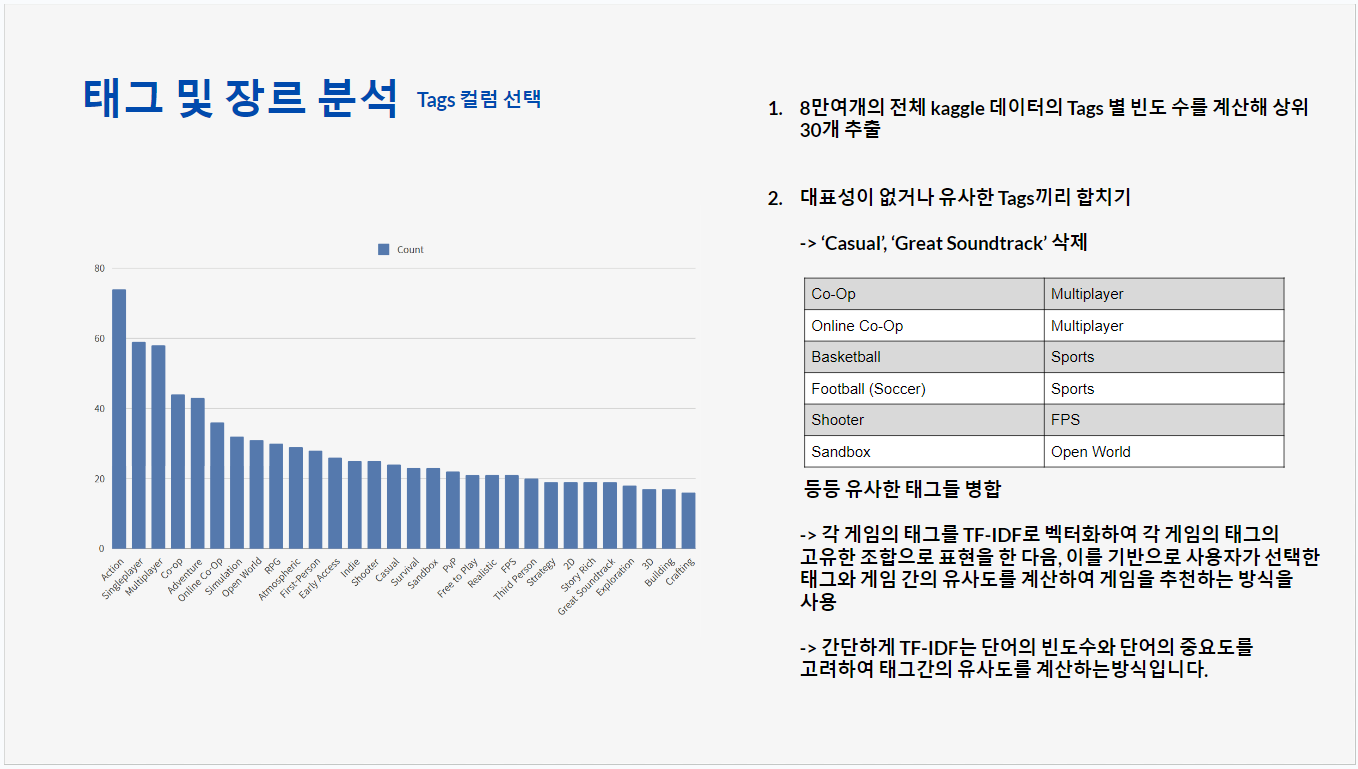 태그 및 장르 분석 Tags 컬럼 선택
Count
80
60
40
20
0
Action
Singleplayer
Multiplayer
Co-op
Adventure
Online Co-Op
Simulation
Open World
RPG
Atmospheric
First-Person
Early Access
Indie
Shooter
Casual
Survival
Sandbox
PvP
Free to Play
Realistic
FPS
Third Person
Strategy
2D
Story Rich
Great Soundtrack
Exploration
3D
Building
Crafting
1. 8만여개의 전체 kaggle 데이터의 Tags 별 빈도 수를 계산해 상위
30개 추출
2. 대표성이 없거나 유사한 Tags끼리 합치기
-> ‘Casual’, ‘Great Soundtrack’ 삭제
Co-Op Multiplayer
Online Co-Op Multiplayer
Basketball Sports
Football (Soccer) Sports
Shooter FPS
Sandbox Open World
등등 유사한 태그들 병합
-> 각 게임의 태그를 TF-IDF로 벡터화하여 각 게임의 태그의
고유한 조합으로 표현을 한 다음, 이를 기반으로 사용자가 선택한
태그와 게임 간의 유사도를 계산하여 게임을 추천하는 방식을
사용
-> 간단하게 TF-IDF는 단어의 빈도수와 단어의 중요도를
고려하여 태그간의 유사도를 계산하는방식입니다.